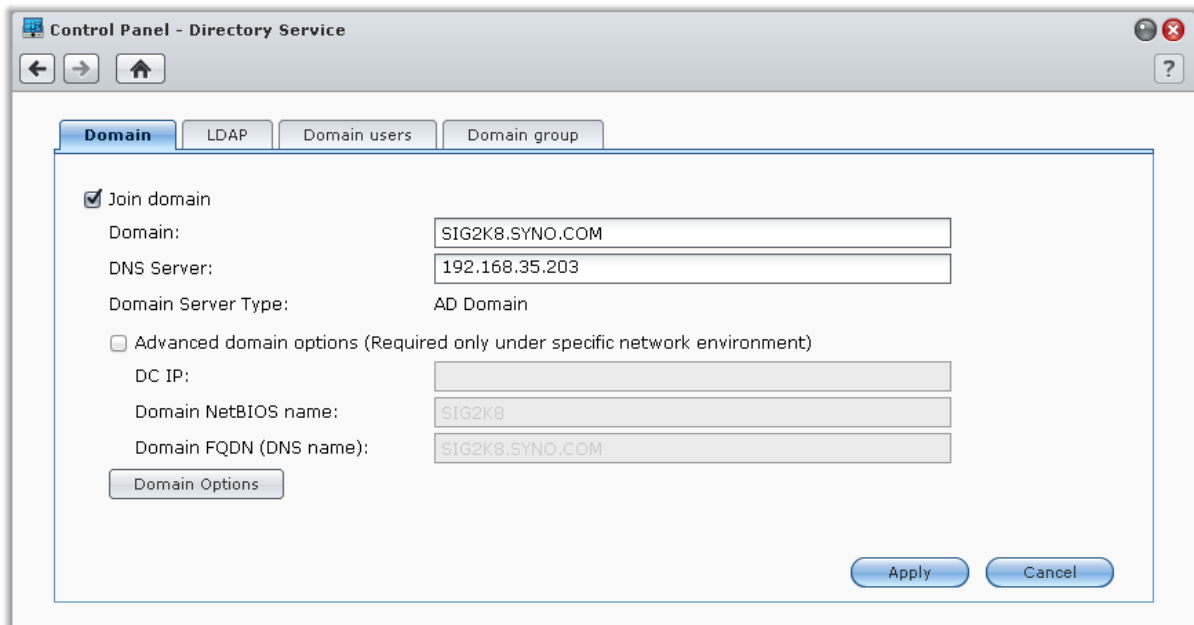 Control Panel - Directory Service
?
Domain LDAP Domain users Domain group
Join domain
Domain: SIG2K8.SYNO.COM
DNS Server: 192.168.35.203
Domain Server Type: AD Domain
Advanced domain options (Required only under specific network environment)
DC IP:
Domain NetBIOS name: SIG2K8
Domain FQDN (DNS name): SIG2K8.SYNO.COM
Domain Options
Apply Cancel